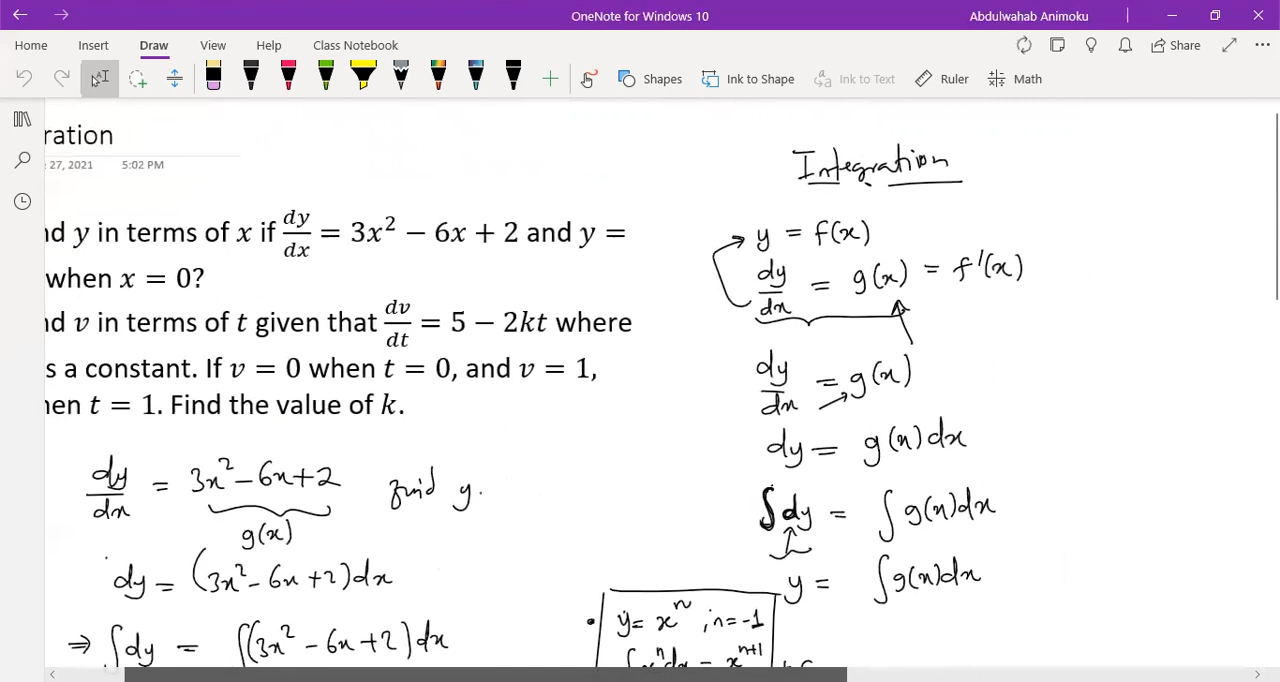 OneNote for Windows 10
Abdulwahab Animoku
Home Insert Draw View Help Class Notebook
Share
Shapes Ink to Shape Ink to Text Ruler Math
ration
27, 2021 5:02 PM
nd y in terms of x if dy/dx = 3x² − 6x + 2 and y =
when x = 0?
nd v in terms of t given that dv/dt = 5 − 2kt where
s a constant. If v = 0 when t = 0, and v = 1,
hen t = 1. Find the value of k.
dy/dx = 3x² − 6x + 2 find y.
g(x)
dy = (3x² − 6x + 2)dx
⇒ ∫dy = ∫(3x² − 6x + 2)dx
Integration
y = f(x)
dy/dx = g(x) = f'(x)
dy/dx = g(x)
dy = g(x)dx
∫dy = ∫g(x)dx
y = ∫g(x)dx
y = xⁿ, n = -1
∫xⁿdx = xⁿ⁺¹